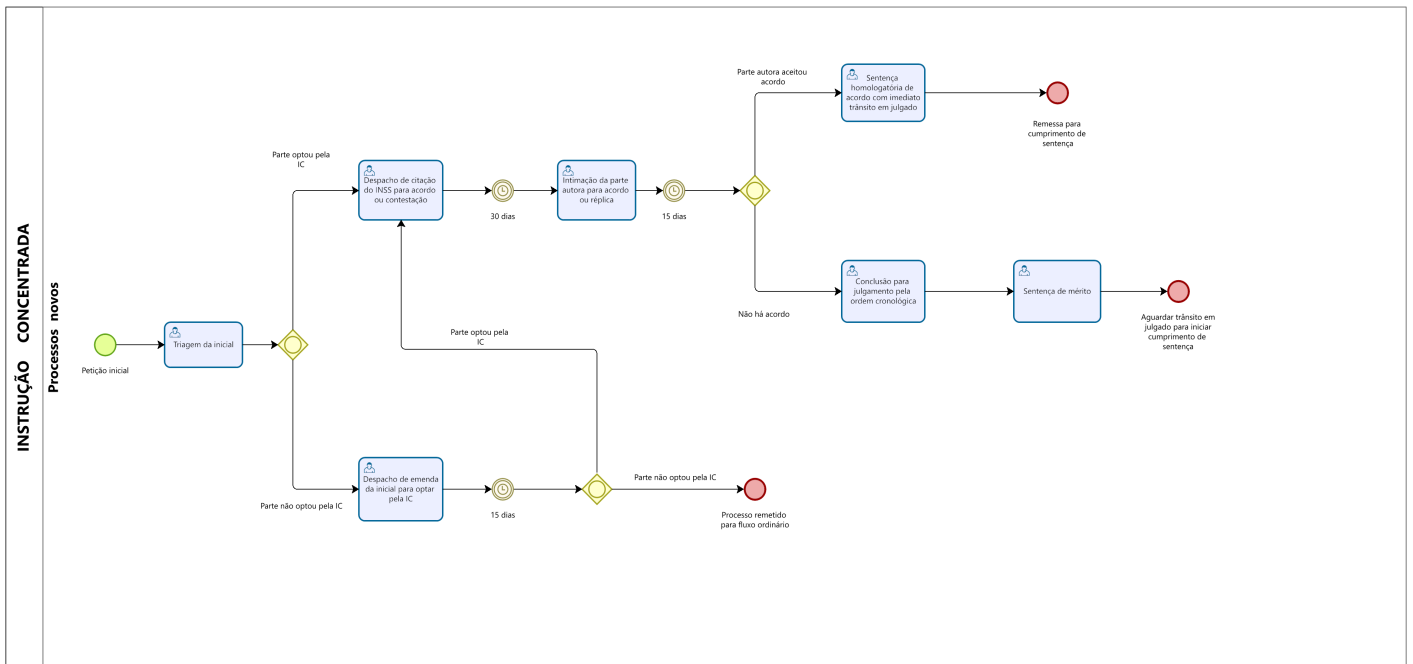 INSTRUÇÃO CONCENTRADA
Processos novos
Petição inicial
Triagem da inicial
Parte optou pela
IC
Despacho de citação
do INSS para acordo
ou contestação
30 dias
Intimação da parte
autora para acordo
ou réplica
15 dias
Parte autora aceitou
acordo
Sentença
homologatória de
acordo com imediato
trânsito em julgado
Remessa para
cumprimento de
sentença
Não há acordo
Conclusão para
julgamento pela
ordem cronológica
Sentença de mérito
Aguardar trânsito em
julgado para iniciar
cumprimento de
sentença
Parte optou pela
IC
Parte não optou pela IC
Despacho de emenda
da inicial para optar
pela IC
15 dias
Parte não optou pela IC
Processo remetido
para fluxo ordinário